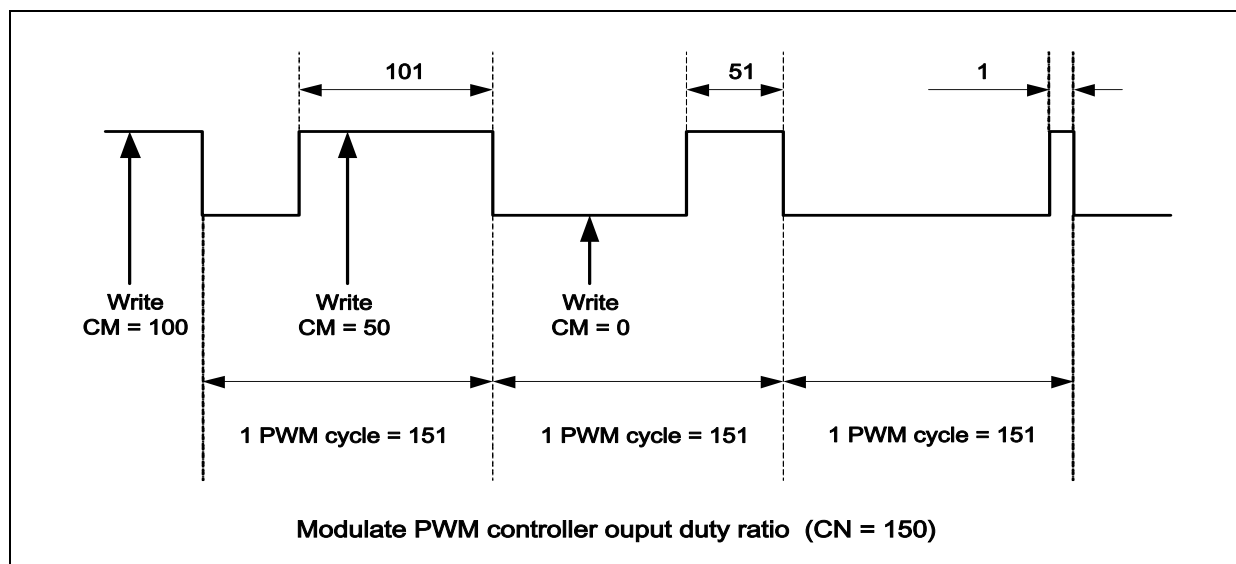 101
51
1
Write
CM = 100
Write
CM = 50
Write
CM = 0
1 PWM cycle = 151
1 PWM cycle = 151
1 PWM cycle = 151
Modulate PWM controller ouput duty ratio (CN = 150)